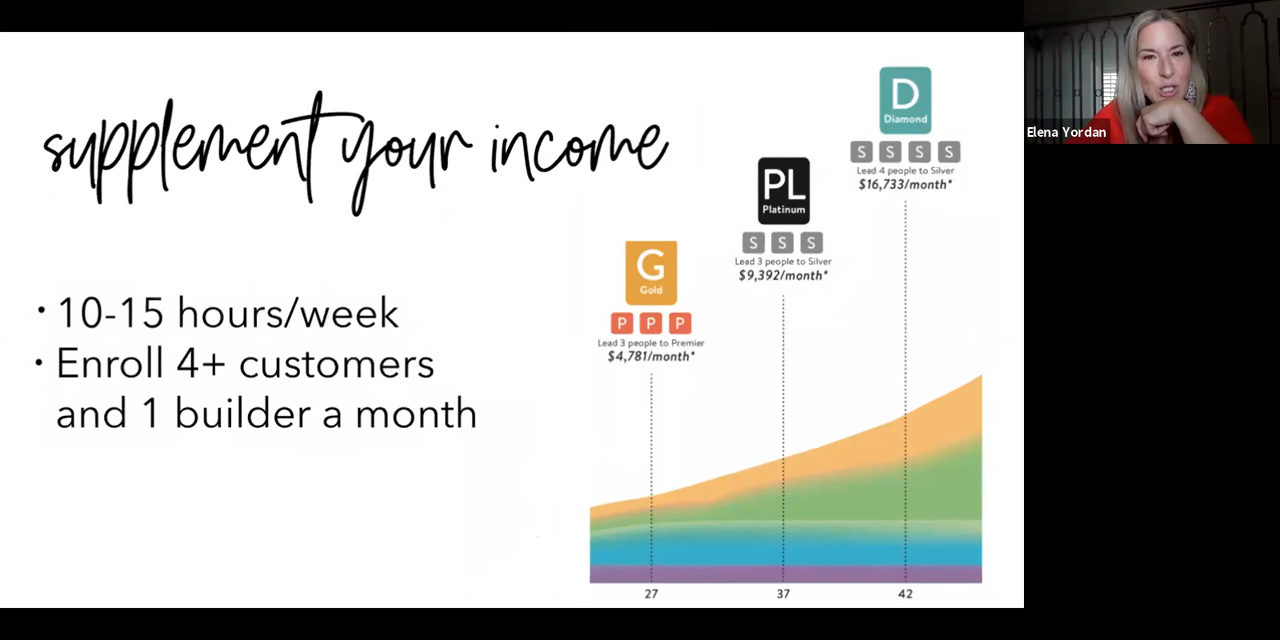 supplement your income
• 10-15 hours/week
• Enroll 4+ customers
and 1 builder a month
G
Gold
P P P
Lead 3 people to Premier
$4,781/month*
PL
Platinum
S S S
Lead 3 people to Silver
$9,392/month*
D
Diamond
S S S S
Lead 4 people to Silver
$16,733/month*
27 37 42
Elena Yordan